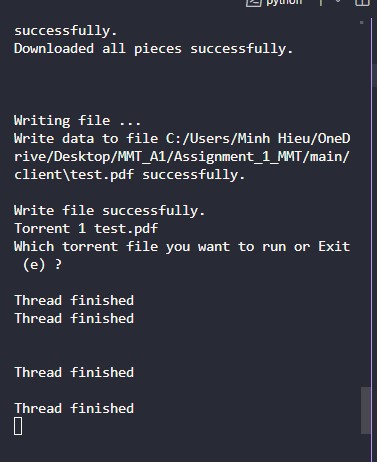 python
successfully.
Downloaded all pieces successfully.
Writing file ...
Write data to file C:/Users/Minh Hieu/OneD
rive/Desktop/MMT_A1/Assignment_1_MMT/main/
client\test.pdf successfully.
Write file successfully.
Torrent 1 test.pdf
Which torrent file you want to run or Exit
 (e) ?
Thread finished
Thread finished
Thread finished
Thread finished